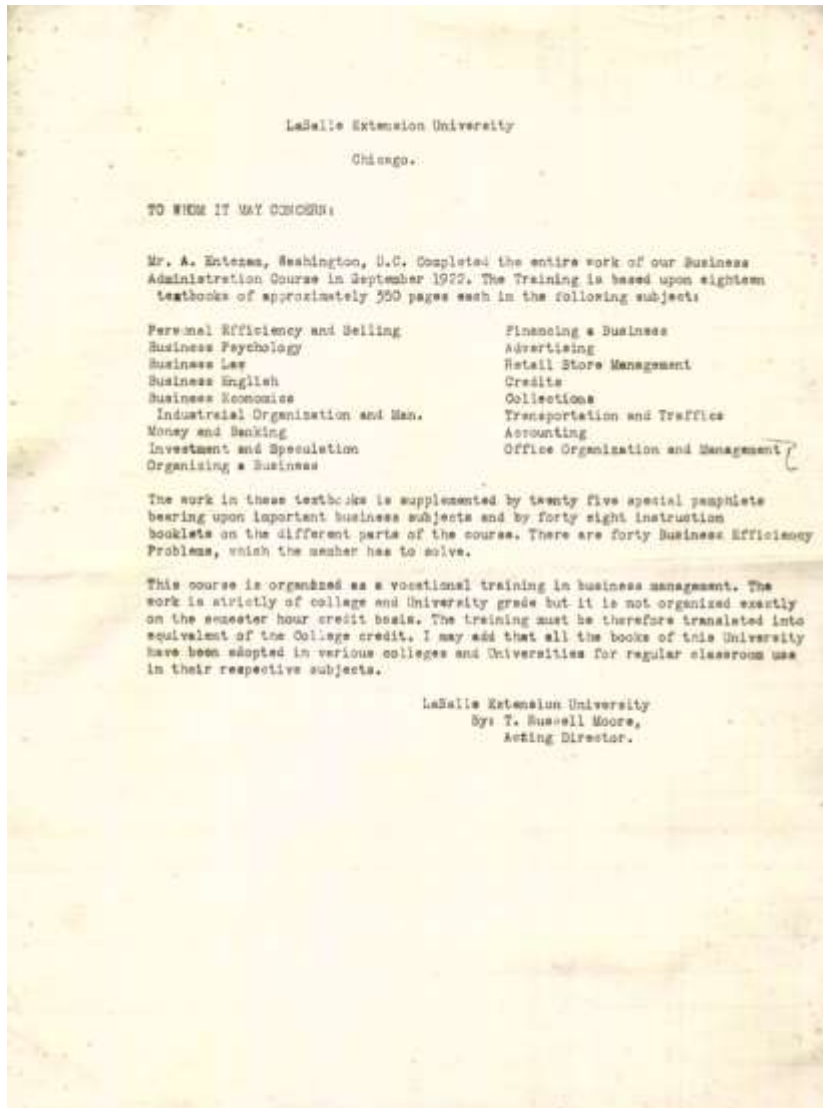 LaSalle Extension University
Chicago.
TO WHOM IT MAY CONCERN:
Mr. A. Entezam, Washington, D.C. Completed the entire work of our Business
Administration Course in September 1922. The Training is based upon eighteen
textbooks of approximately 350 pages each in the following subject:
Personal Efficiency and Selling
Business Psychology
Business Law
Business English
Business Economics
Industraial Organization and Man.
Money and Banking
Investment and Speculation
Organizing a Business
Financing a Business
Advertising
Retail Store Management
Credits
Collections
Transportation and Traffics
Accounting
Office Organization and Management
The work in these textbooks is supplemented by twenty five special pamphlets
bearing upon important business subjects and by forty eight instruction
booklets on the different parts of the course. There are forty Business Efficiency
Problems, which the member has to solve.
This course is organized as a vocational training in business management. The
work is strictly of college and University grade but it is not organized exactly
on the semester hour credit basis. The training must be therefore translated into
equivalent of the College credit. I may add that all the books of this University
have been adopted in various colleges and Universities for regular classroom use
in their respective subjects.
LaSalle Extension University
By: T. Russell Moore,
Acting Director.